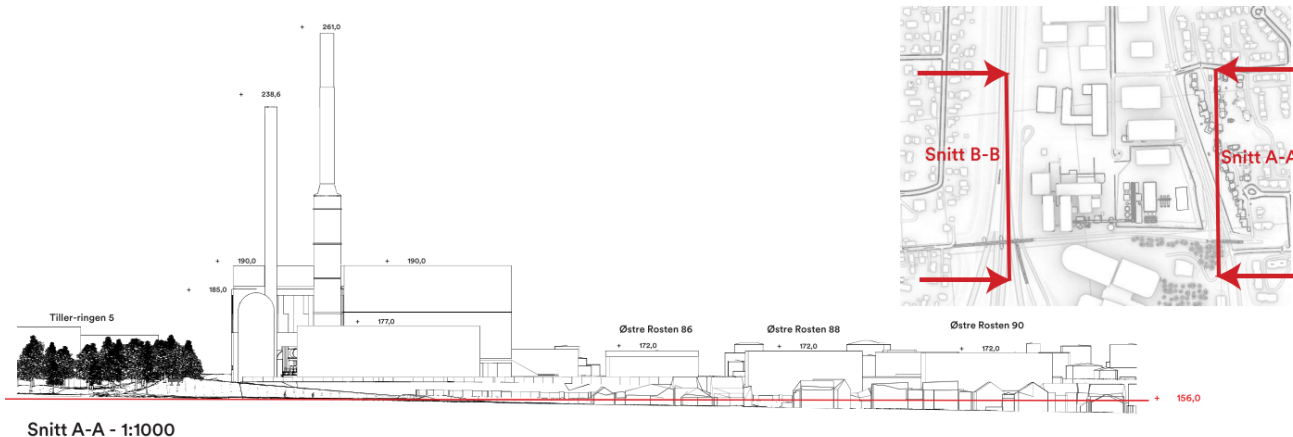 + 261,0
+ 238,6
+ 190,0
+ 190,0
+ 185,0
Tiller-ringen 5
+ 177,0
Østre Rosten 86
+ 172,0
Østre Rosten 88
+ 172,0
Østre Rosten 90
+ 172,0
+ 156,0
Snitt A-A - 1:1000
Snitt B-B
Snitt A-A